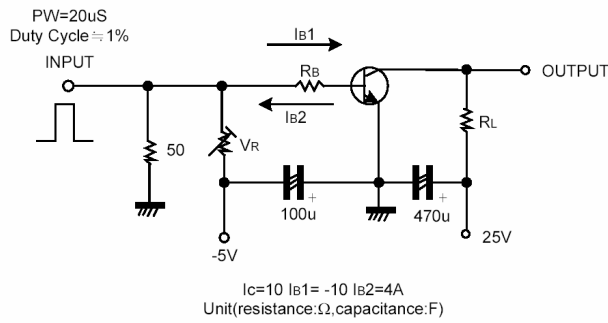 PW=20uS
Duty Cycle≒1%
INPUT
IB1
RB
IB2
OUTPUT
RL
50
VR
100u
+
470u
+
-5V
25V
Ic=10 IB1= -10 IB2=4A
Unit(resistance:Ω,capacitance:F)